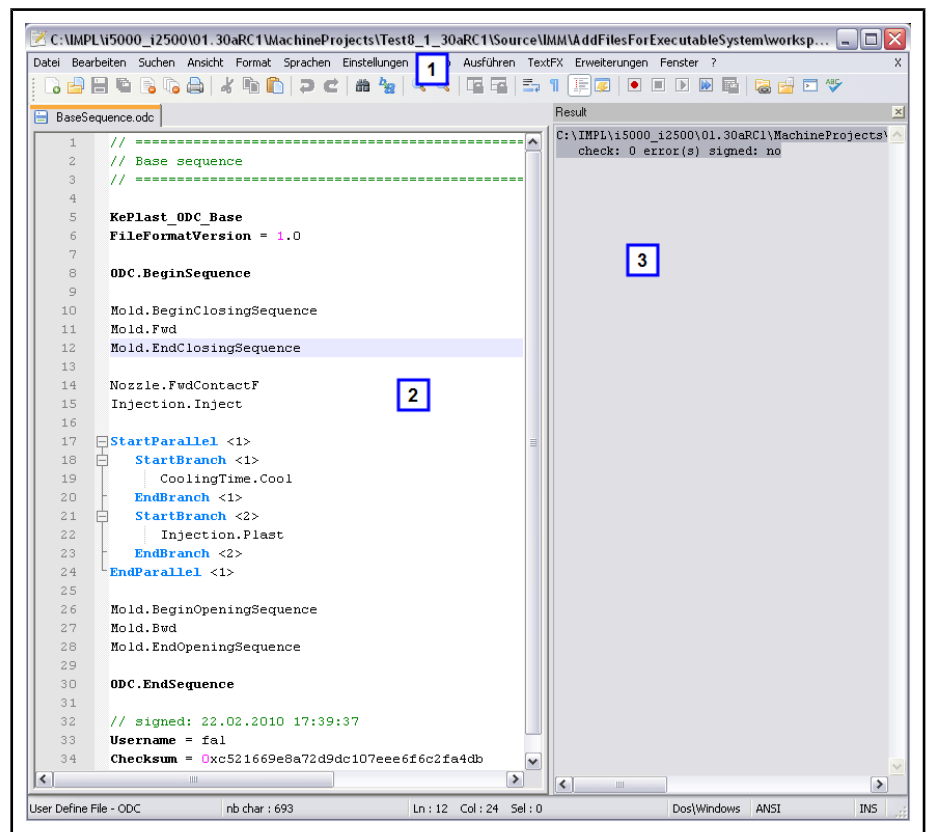 C:\IMPL\i5000_i2500\01.30aRC1\MachineProjects\Test8_1_30aRC1\Source\IMM\AddFilesForExecutableSystem\worksp...
Datei Bearbeiten Suchen Ansicht Format Sprachen Einstellungen 1 Ausführen TextFX Erweiterungen Fenster ? X
BaseSequence.odc
1 // ================================================
2 // Base sequence
3 // ================================================
4
5 KePlast_ODC_Base
6 FileFormatVersion = 1.0
7
8 ODC.BeginSequence
9
10 Mold.BeginClosingSequence
11 Mold.Fwd
12 Mold.EndClosingSequence
13
14 Nozzle.FwdContactF
15 Injection.Inject
16
17 StartParallel <1>
18 StartBranch <1>
19 CoolingTime.Cool
20 EndBranch <1>
21 StartBranch <2>
22 Injection.Plast
23 EndBranch <2>
24 EndParallel <1>
25
26 Mold.BeginOpeningSequence
27 Mold.Bwd
28 Mold.EndOpeningSequence
29
30 ODC.EndSequence
31
32 // signed: 22.02.2010 17:39:37
33 Username = fal
34 Checksum = 0xc521669e8a72d9dc107eee6f6c2fa4db
2
Result
C:\IMPL\i5000_i2500\01.30aRC1\MachineProjects\
check: 0 error(s) signed: no
3
User Define File - ODC nb char : 693 Ln : 12 Col : 24 Sel : 0 Dos\Windows ANSI INS